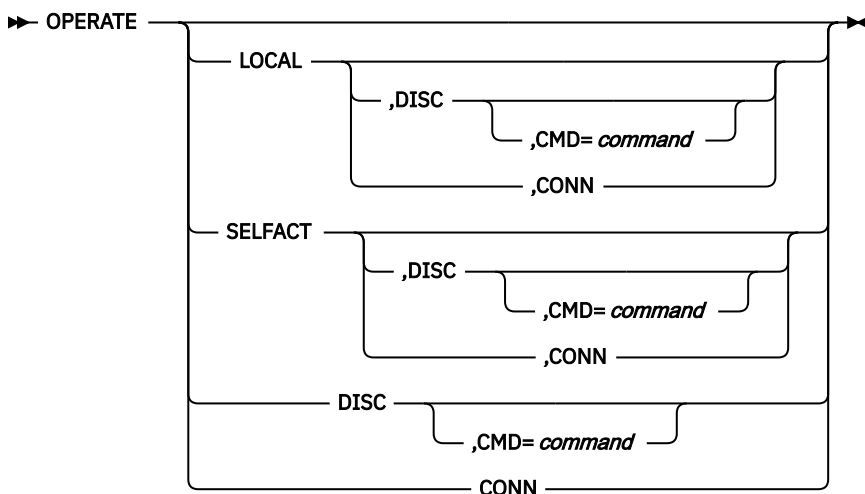 OPERATE
LOCAL
,DISC
,CMD= command
,CONN
SELFACT
,DISC
,CMD= command
,CONN
DISC
,CMD= command
CONN